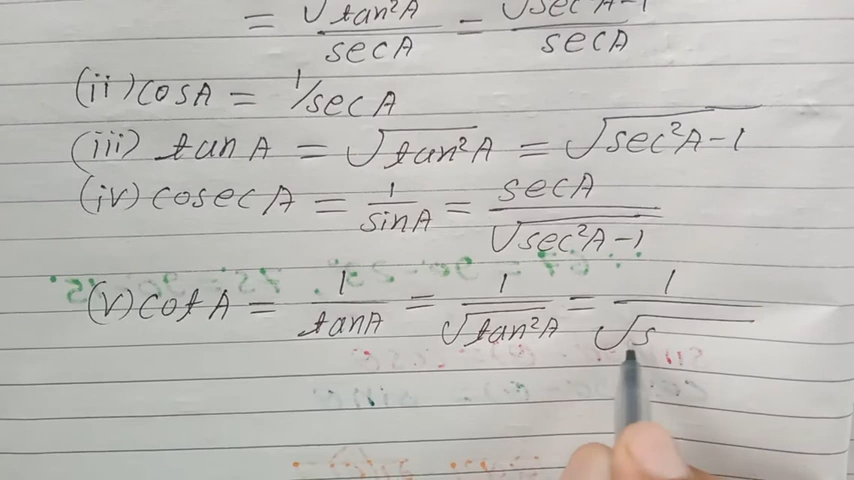 = √tan²A / secA = √sec²A-1 / secA
(ii) cosA = 1/secA
(iii) tanA = √tan²A = √sec²A-1
(iv) cosecA = 1/sinA = secA / √sec²A-1
(v) cotA = 1/tanA = 1/√tan²A = 1/√s